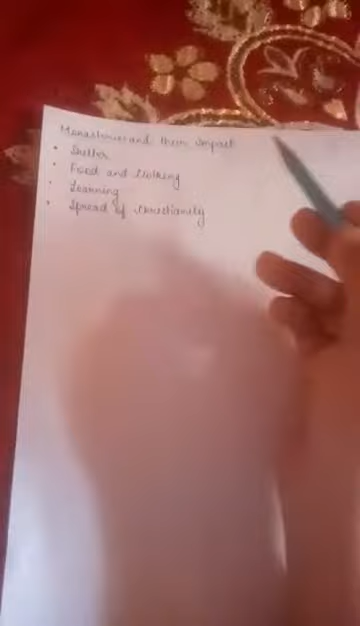 Monasteries and their Impact
• Shelter
• Food and Clothing
• Learning
• Spread of Christianity